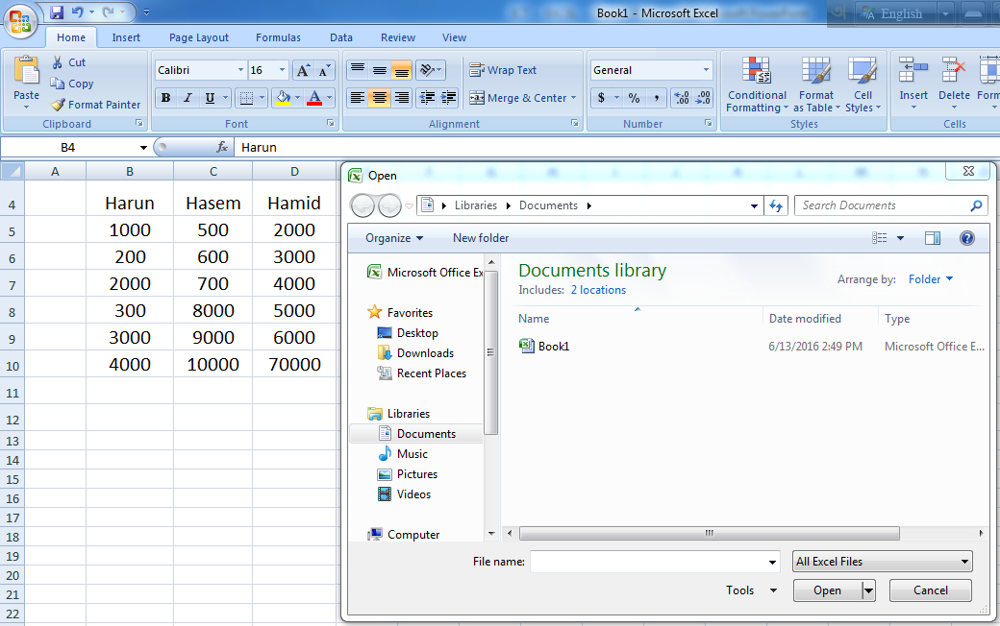 Book1 - Microsoft Excel
English
Home Insert Page Layout Formulas Data Review View
Paste
Cut
Copy
Format Painter
Clipboard
Calibri 16 A A
B I U A
Font
Wrap Text
Merge & Center
Alignment
General
$ % , .00 .00
Number
Conditional Formatting
Format as Table
Cell Styles
Styles
Insert Delete
Cells
B4 fx Harun
A B C D
4 Harun Hasem Hamid
5 1000 500 2000
6 200 600 3000
7 2000 700 4000
8 300 8000 5000
9 3000 9000 6000
10 4000 10000 70000
11
12
13
14
15
16
17
18
19
20
21
22
Open
Libraries Documents
Search Documents
Organize New folder
Microsoft Office Ex
Favorites
Desktop
Downloads
Recent Places
Libraries
Documents
Music
Pictures
Videos
Computer
Documents library
Includes: 2 locations
Arrange by: Folder
Name Date modified Type
Book1 6/13/2016 2:49 PM Microsoft Office E...
File name: All Excel Files
Tools Open Cancel